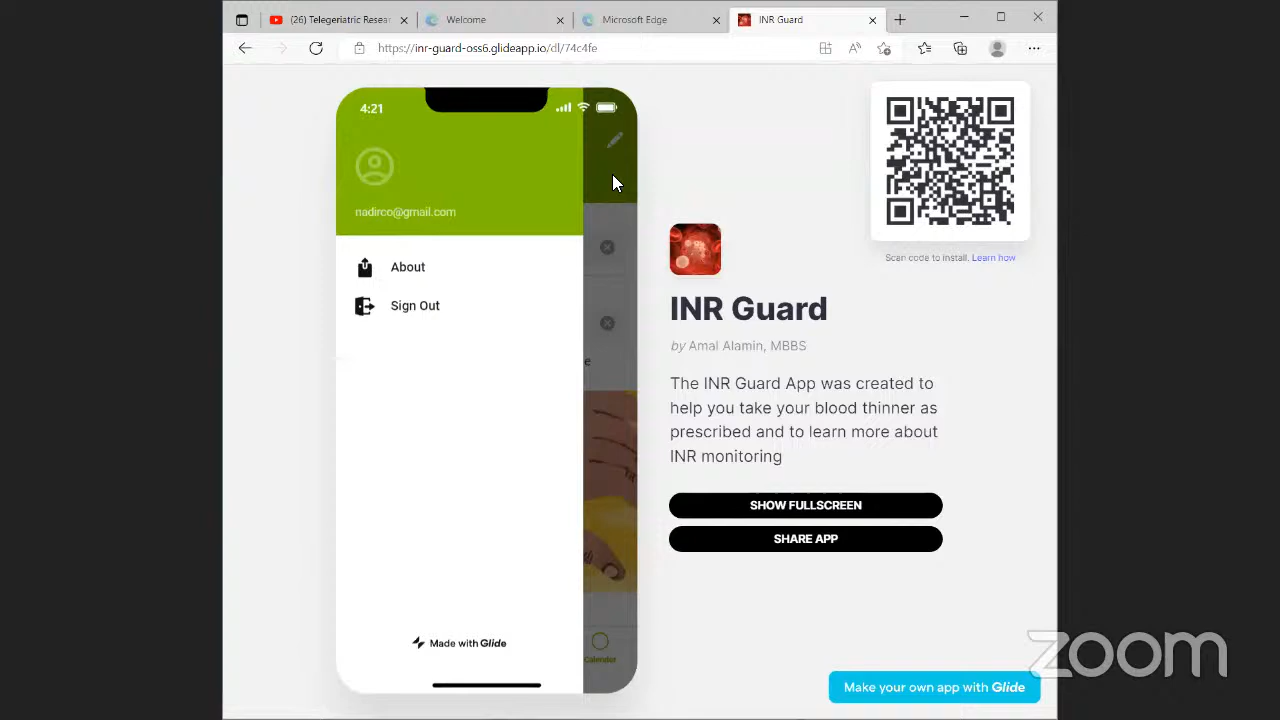 (26) Telegeriatric Resea
Welcome
Microsoft Edge
INR Guard
https://inr-guard-oss6.glideapp.io/dl/74c4fe
4:21
nadirco@gmail.com
About
Sign Out
e
Made with Glide
Calender
Scan code to install. Learn how
INR Guard
by Amal Alamin, MBBS
The INR Guard App was created to
help you take your blood thinner as
prescribed and to learn more about
INR monitoring
SHOW FULLSCREEN
SHARE APP
Make your own app with Glide
zoom